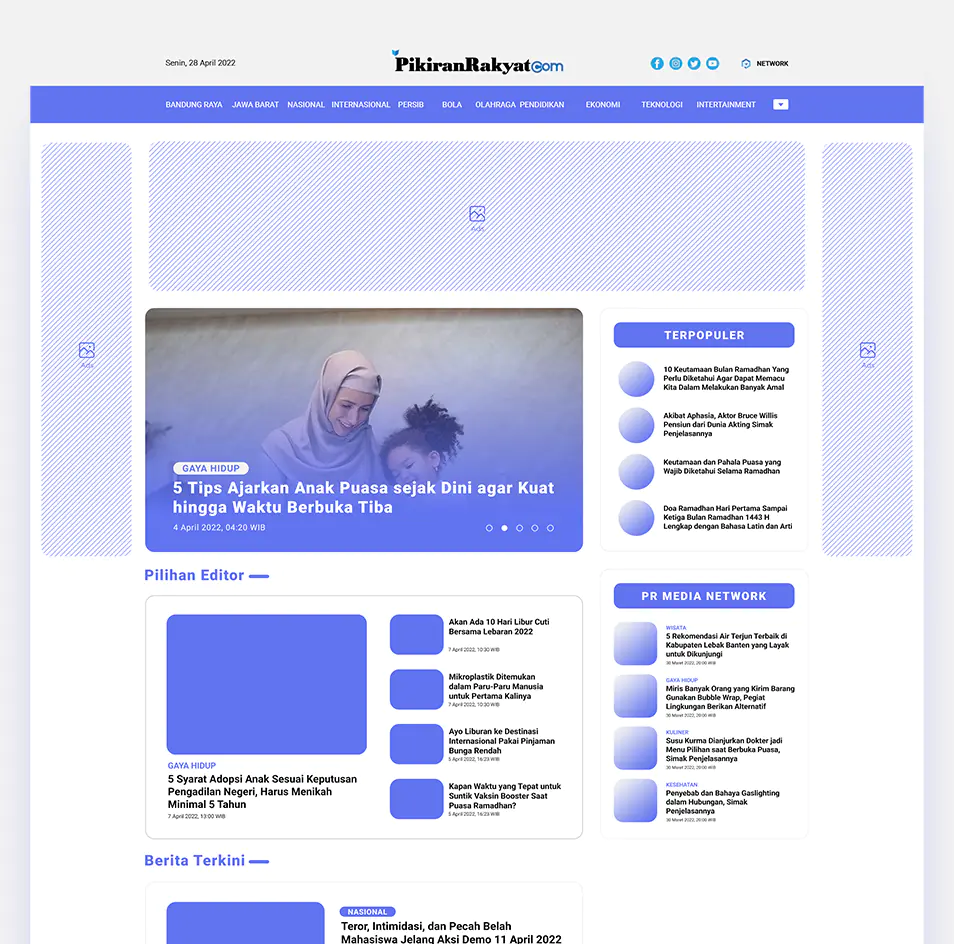 Senin, 28 April 2022
PikiranRakyatcom
NETWORK
BANDUNG RAYA JAWA BARAT NASIONAL INTERNASIONAL PERSIB BOLA OLAHRAGA PENDIDIKAN EKONOMI TEKNOLOGI INTERTAINMENT
Ads
Ads
Ads
GAYA HIDUP
5 Tips Ajarkan Anak Puasa sejak Dini agar Kuat
hingga Waktu Berbuka Tiba
4 April 2022, 04:20 WIB
TERPOPULER
10 Keutamaan Bulan Ramadhan Yang
Perlu Diketahui Agar Dapat Memacu
Kita Dalam Melakukan Banyak Amal
Akibat Aphasia, Aktor Bruce Willis
Pensiun dari Dunia Akting Simak
Penjelasannya
Keutamaan dan Pahala Puasa yang
Wajib Diketahui Selama Ramadhan
Doa Ramadhan Hari Pertama Sampai
Ketiga Bulan Ramadhan 1443 H
Lengkap dengan Bahasa Latin dan Arti
Pilihan Editor
GAYA HIDUP
5 Syarat Adopsi Anak Sesuai Keputusan
Pengadilan Negeri, Harus Menikah
Minimal 5 Tahun
7 April 2022, 13:00 WIB
Akan Ada 10 Hari Libur Cuti
Bersama Lebaran 2022
7 April 2022, 10:30 WIB
Mikroplastik Ditemukan
dalam Paru-Paru Manusia
untuk Pertama Kalinya
7 April 2022, 10:30 WIB
Ayo Liburan ke Destinasi
Internasional Pakai Pinjaman
Bunga Rendah
5 April 2022, 16:23 WIB
Kapan Waktu yang Tepat untuk
Suntik Vaksin Booster Saat
Puasa Ramadhan?
5 April 2022, 16:23 WIB
PR MEDIA NETWORK
WISATA
5 Rekomendasi Air Terjun Terbaik di
Kabupaten Lebak Banten yang Layak
untuk Dikunjungi
30 Maret 2022, 20:00 WIB
GAYA HIDUP
Miris Banyak Orang yang Kirim Barang
Gunakan Bubble Wrap, Pegiat
Lingkungan Berikan Alternatif
30 Maret 2022, 20:00 WIB
KULINER
Susu Kurma Dianjurkan Dokter jadi
Menu Pilihan saat Berbuka Puasa,
Simak Penjelasannya
30 Maret 2022, 20:00 WIB
KESEHATAN
Penyebab dan Bahaya Gaslighting
dalam Hubungan, Simak
Penjelasannya
30 Maret 2022, 20:00 WIB
Berita Terkini
NASIONAL
Teror, Intimidasi, dan Pecah Belah
Mahasiswa Jelang Aksi Demo 11 April 2022